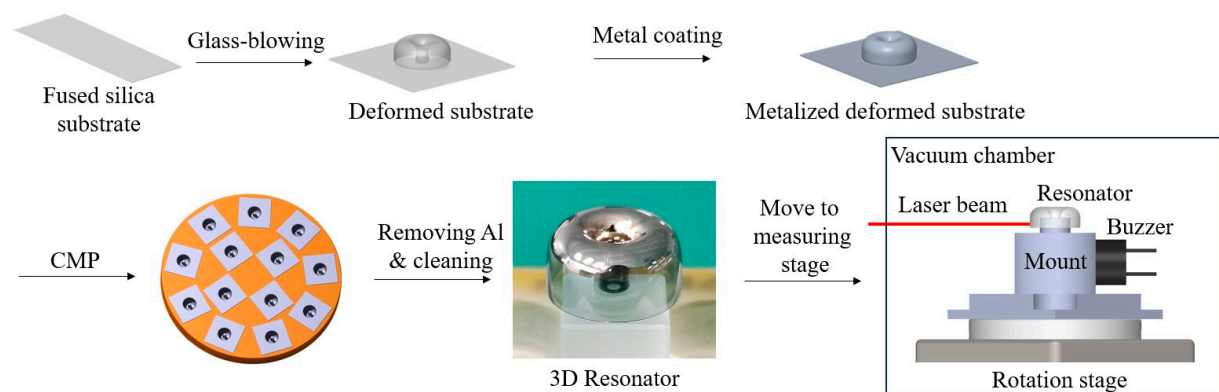 Glass-blowing
Metal coating
Fused silica
substrate
Deformed substrate
Metalized deformed substrate
CMP
Removing Al
& cleaning
3D Resonator
Move to
measuring
stage
Vacuum chamber
Resonator
Laser beam
Buzzer
Mount
Rotation stage